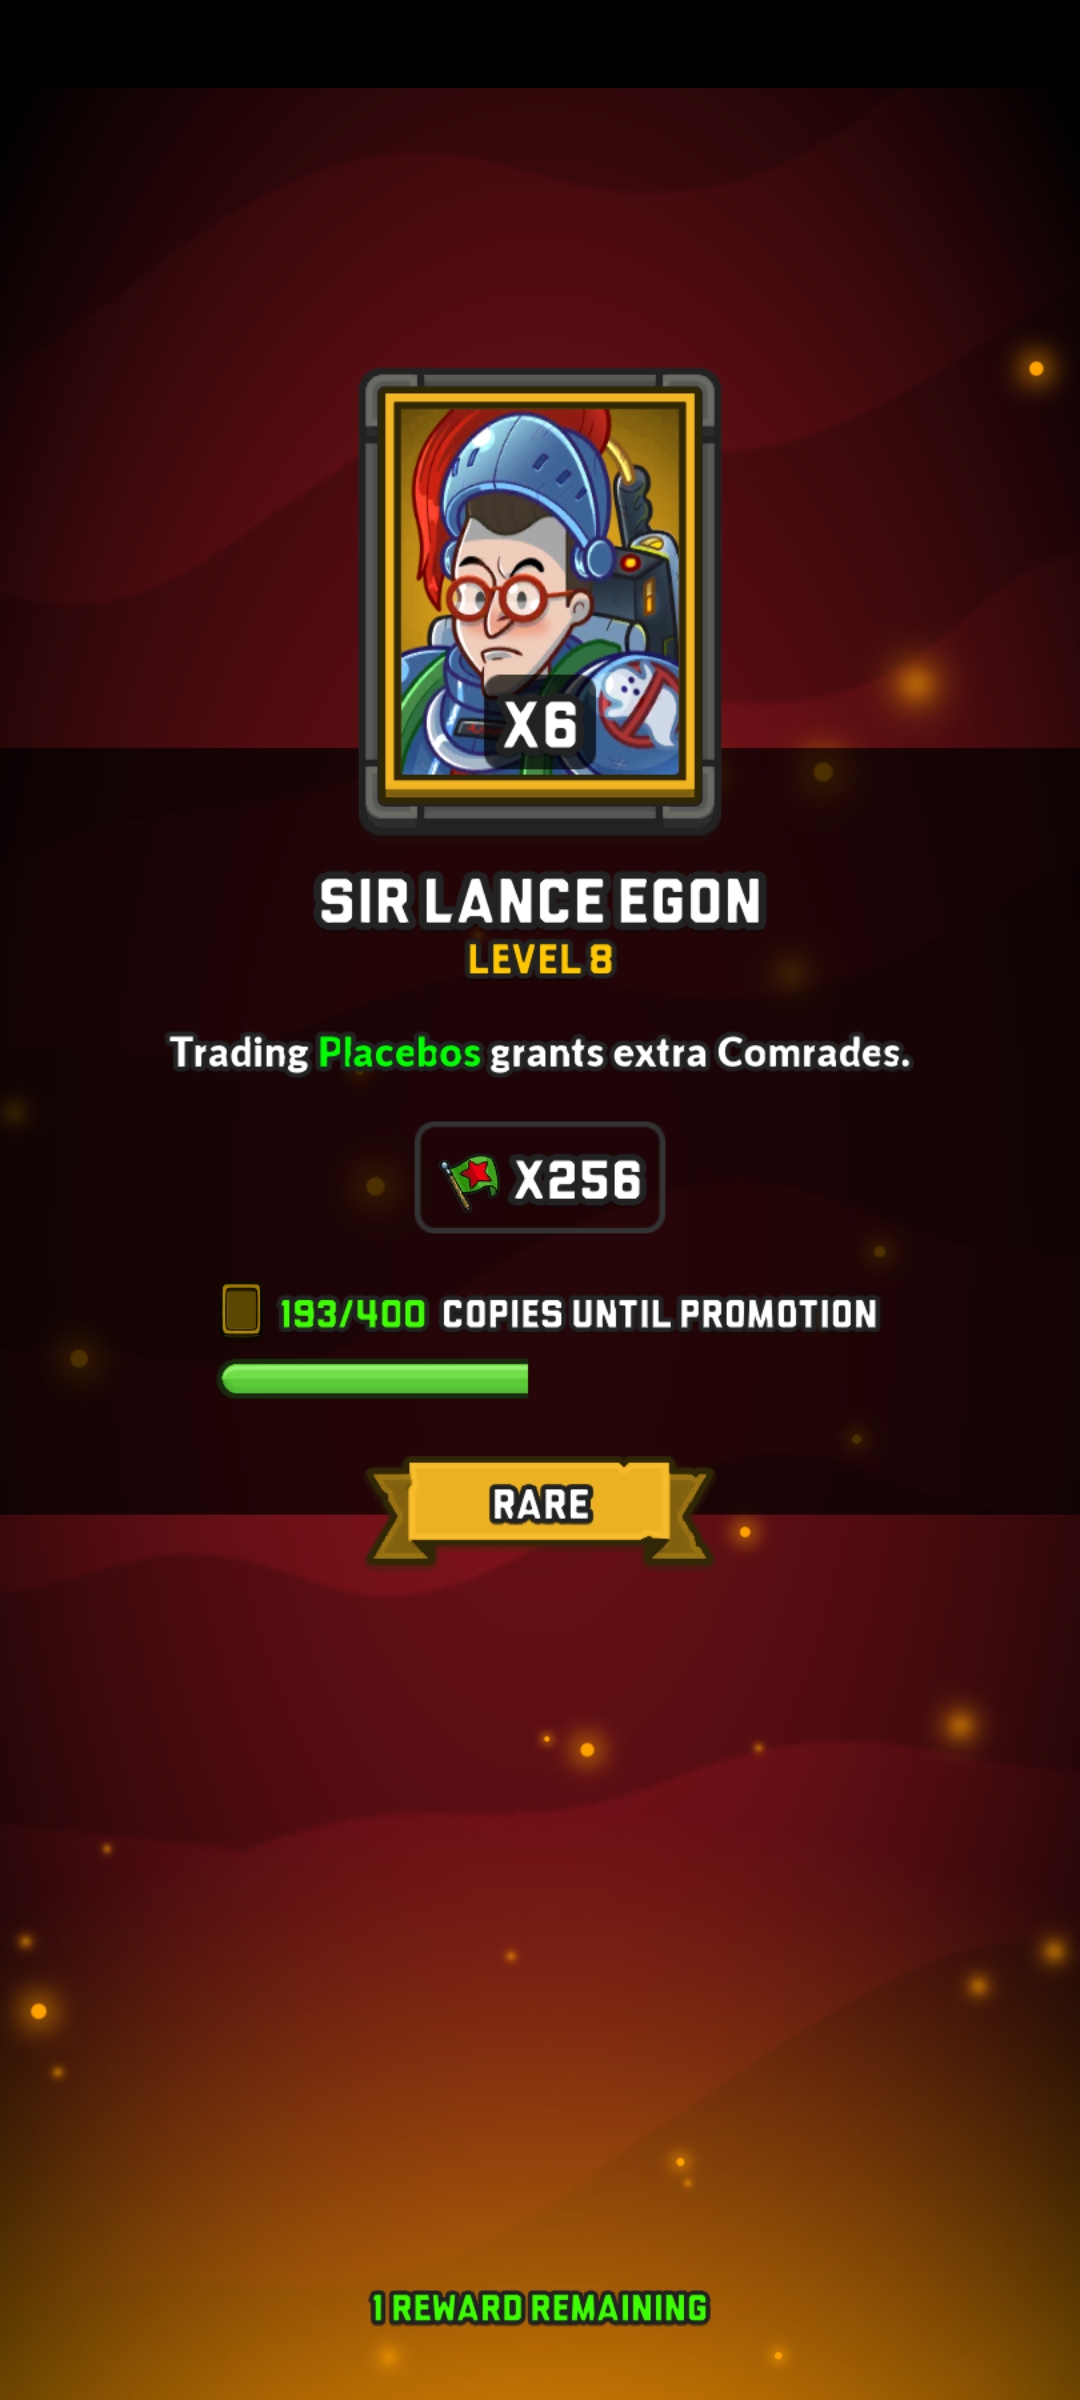 X6
SIR LANCE EGON
LEVEL 8
Trading Placebos grants extra Comrades.
X256
193/400 COPIES UNTIL PROMOTION
RARE
1 REWARD REMAINING